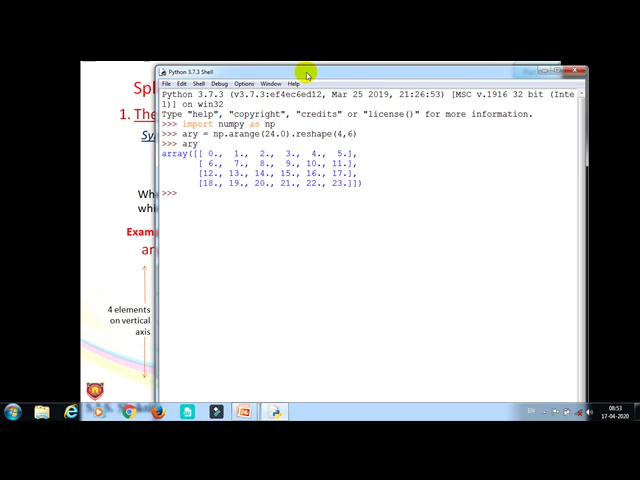 Python 3.7.3 Shell
File Edit Shell Debug Options Window Help
Python 3.7.3 (v3.7.3:ef4ec6ed12, Mar 25 2019, 21:26:53) [MSC v.1916 32 bit (Inte
l)] on win32
Type "help", "copyright", "credits" or "license()" for more information.
>>> import numpy as np
>>> ary = np.arange(24.0).reshape(4,6)
>>> ary
array([[ 0., 1., 2., 3., 4., 5.],
[ 6., 7., 8., 9., 10., 11.],
[12., 13., 14., 15., 16., 17.],
[18., 19., 20., 21., 22., 23.]])
>>>
Spl
1. The
Sy
Whe
whi
Exam
ar
4 elements
on vertical
axis
EN
08:53
17-04-2020